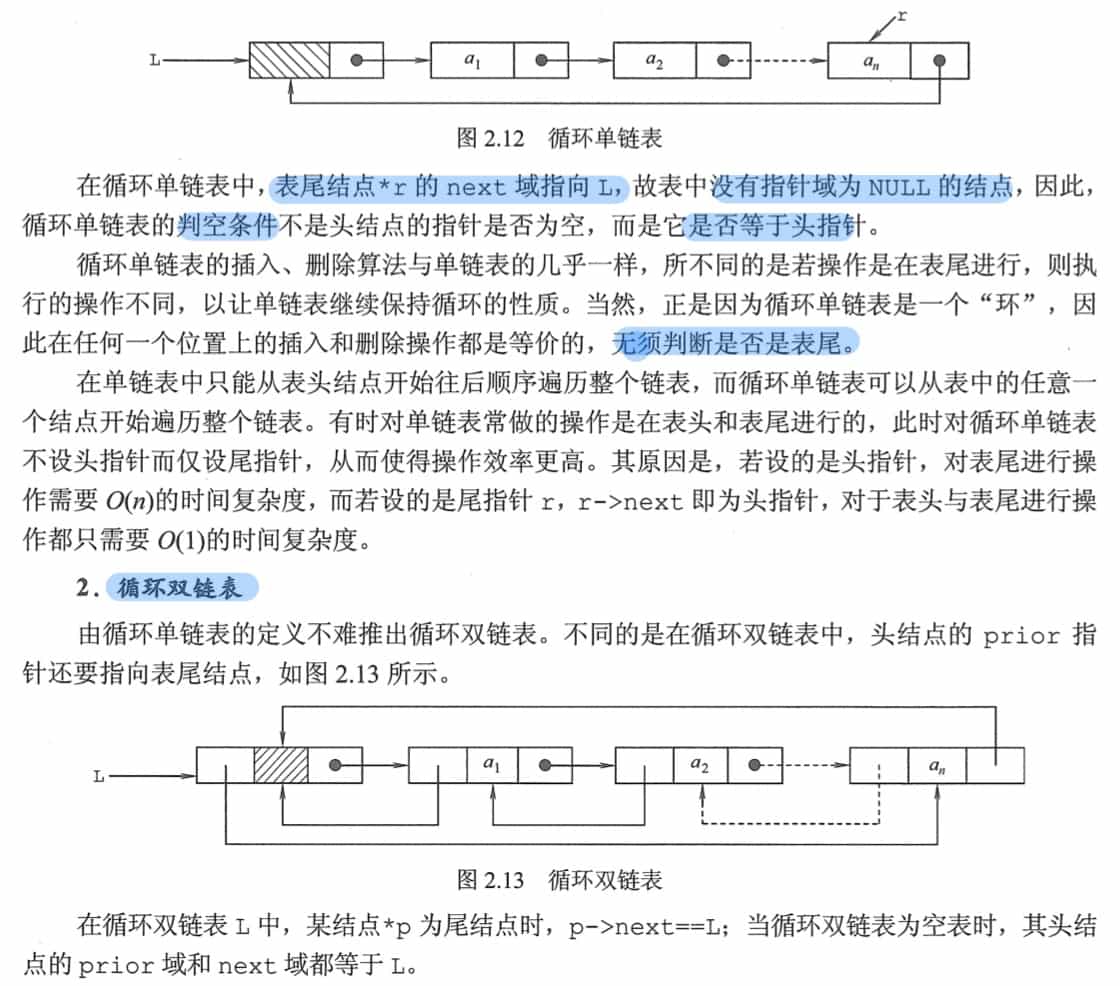 r
L
a1
a2
an
图 2.12 循环单链表
在循环单链表中，表尾结点*r 的 next 域指向 L，故表中没有指针域为 NULL 的结点，因此，
循环单链表的判空条件不是头结点的指针是否为空，而是它是否等于头指针。
循环单链表的插入、删除算法与单链表的几乎一样，所不同的是若操作是在表尾进行，则执
行的操作不同，以让单链表继续保持循环的性质。当然，正是因为循环单链表是一个“环”，因
此在任何一个位置上的插入和删除操作都是等价的，无须判断是否是表尾。
在单链表中只能从表头结点开始往后顺序遍历整个链表，而循环单链表可以从表中的任意一
个结点开始遍历整个链表。有时对单链表常做的操作是在表头和表尾进行的，此时对循环单链表
不设头指针而仅设尾指针，从而使得操作效率更高。其原因是，若设的是头指针，对表尾进行操
作需要 O(n)的时间复杂度，而若设的是尾指针 r，r->next 即为头指针，对于表头与表尾进行操
作都只需要 O(1)的时间复杂度。
2. 循环双链表
由循环单链表的定义不难推出循环双链表。不同的是在循环双链表中，头结点的 prior 指
针还要指向表尾结点，如图 2.13 所示。
L
a1
a2
an
图 2.13 循环双链表
在循环双链表 L 中，某结点*p 为尾结点时，p->next==L；当循环双链表为空表时，其头结
点的 prior 域和 next 域都等于 L。